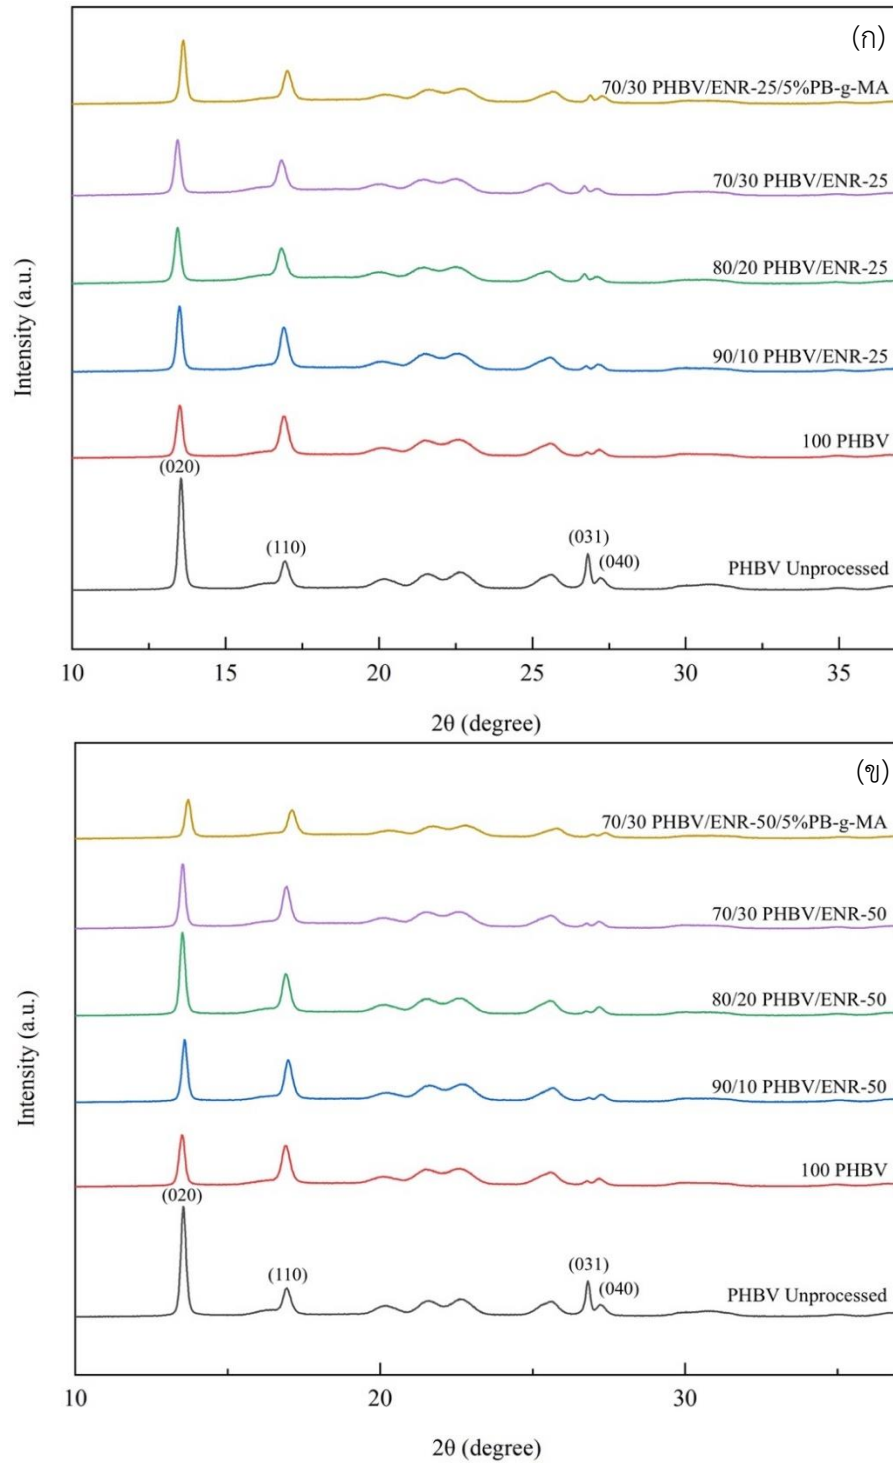 (ก)
70/30 PHBV/ENR-25/5%PB-g-MA
70/30 PHBV/ENR-25
80/20 PHBV/ENR-25
90/10 PHBV/ENR-25
100 PHBV
(020)
(110)
(031)
(040)
PHBV Unprocessed
Intensity (a.u.)
10 15 20 25 30 35
2θ (degree)
(ข)
70/30 PHBV/ENR-50/5%PB-g-MA
70/30 PHBV/ENR-50
80/20 PHBV/ENR-50
90/10 PHBV/ENR-50
100 PHBV
(020)
(110)
(031)
(040)
PHBV Unprocessed
Intensity (a.u.)
10 20 30
2θ (degree)